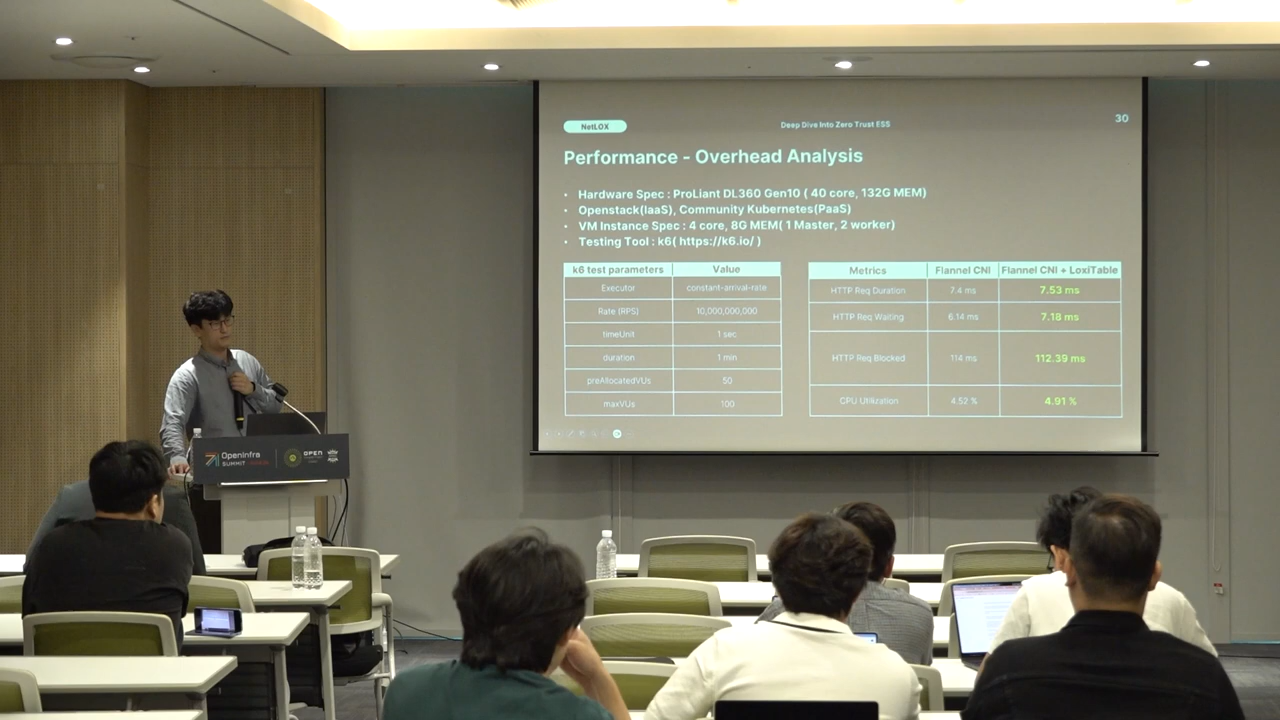 NetLOX
Deep Dive Into Zero Trust ESS
30
Performance - Overhead Analysis
• Hardware Spec : ProLiant DL360 Gen10 ( 40 core, 132G MEM)
• Openstack(IaaS), Community Kubernetes(PaaS)
• VM Instance Spec : 4 core, 8G MEM( 1 Master, 2 worker)
• Testing Tool : k6( https://k6.io/ )
k6 test parameters Value
Executor constant-arrival-rate
Rate (RPS) 10,000,000,000
timeUnit 1 sec
duration 1 min
preAllocatedVUs 50
maxVUs 100
Metrics Flannel CNI Flannel CNI + LoxiTable
HTTP Req Duration 7.4 ms 7.53 ms
HTTP Req Waiting 6.14 ms 7.18 ms
HTTP Req Blocked 114 ms 112.39 ms
CPU Utilization 4.52 % 4.91 %
OpenInfra
SUMMIT
OPEN